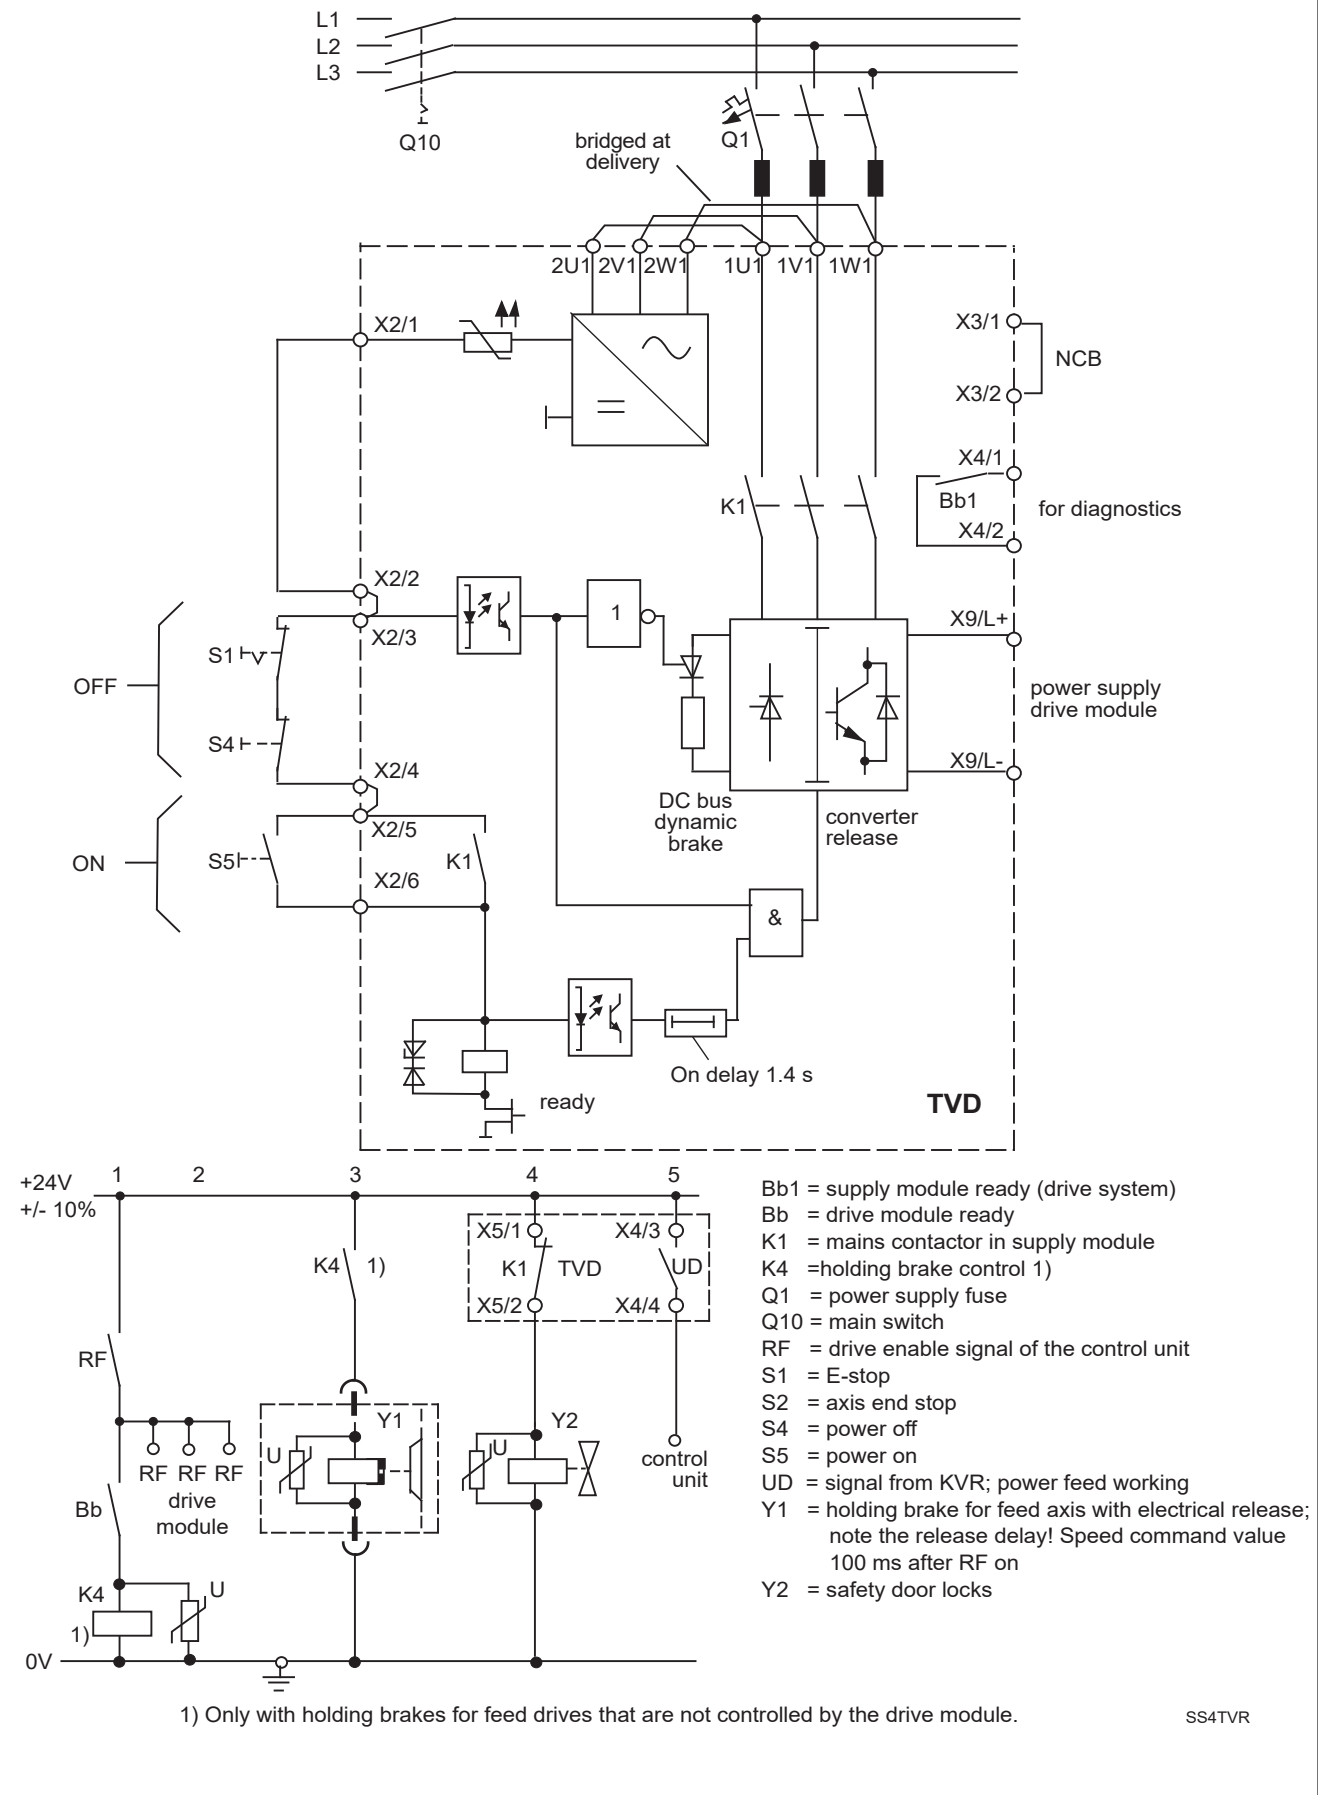 L1
L2
L3
Q10
Q1
bridged at
delivery
2U1 2V1 2W1 1U1 1V1 1W1
X2/1
X3/1
NCB
X3/2
X4/1
K1
Bb1
for diagnostics
X4/2
X2/2
1
X9/L+
X2/3
S1
OFF
power supply
drive module
S4
X9/L-
X2/4
DC bus
dynamic
brake
converter
release
X2/5
ON
S5
K1
X2/6
&
On delay 1.4 s
ready
TVD
+24V
+/- 10%
1 2 3 4 5
X5/1 X4/3
K4 1)
K1 TVD UD
X5/2 X4/4
RF
Y1
Y2
U
U
RF RF RF
drive
module
control
unit
Bb
K4
U
1)
0V
Bb1 = supply module ready (drive system)
Bb = drive module ready
K1 = mains contactor in supply module
K4 =holding brake control 1)
Q1 = power supply fuse
Q10 = main switch
RF = drive enable signal of the control unit
S1 = E-stop
S2 = axis end stop
S4 = power off
S5 = power on
UD = signal from KVR; power feed working
Y1 = holding brake for feed axis with electrical release;
note the release delay! Speed command value
100 ms after RF on
Y2 = safety door locks
1) Only with holding brakes for feed drives that are not controlled by the drive module.
SS4TVR